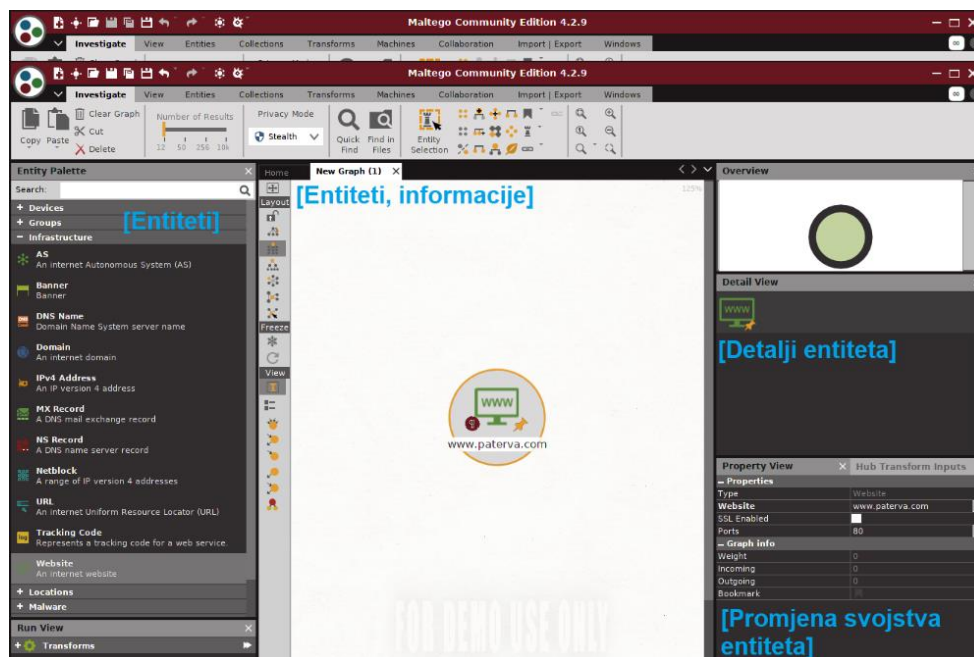 Maltego Community Edition 4.2.9
Investigate View Entities Collections Transforms Machines Collaboration Import | Export Windows
Maltego Community Edition 4.2.9
Investigate View Entities Collections Transforms Machines Collaboration Import | Export Windows
Copy Paste Clear Graph Cut Delete
Number of Results
12 50 256 10k
Privacy Mode
Stealth
Quick Find
Find in Files
Entity Selection
Entity Palette
Search:
+ Devices
+ Groups
[Entiteti]
− Infrastructure
AS
An internet Autonomous System (AS)
Banner
Banner
DNS Name
Domain Name System server name
Domain
An internet domain
IPv4 Address
An IP version 4 address
MX Record
A DNS mail exchange record
NS Record
A DNS name server record
Netblock
A range of IP version 4 addresses
URL
An internet Uniform Resource Locator (URL)
Tracking Code
Represents a tracking code for a web service.
Website
An internet website
+ Locations
+ Malware
Run View
+ Transforms
Home New Graph (1)
Layout
Freeze
View
[Entiteti, informacije]
125%
WWW
www.paterva.com
FOR DEMO USE ONLY
Overview
Detail View
WWW
[Detalji entiteta]
Property View Hub Transform Inputs
− Properties
Type Website
Website www.paterva.com
SSL Enabled
Ports 80
− Graph info
Weight 0
Incoming 0
Outgoing 0
Bookmark
[Promjena svojstva
entiteta]